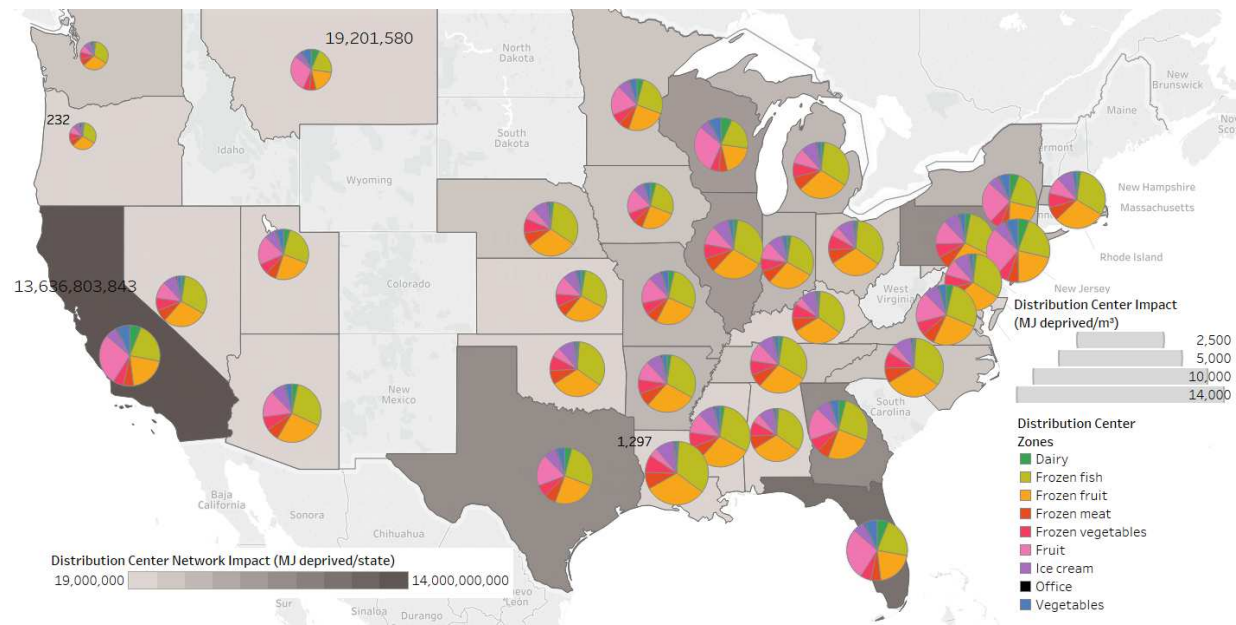 19,201,580
North
Dakota
New
Brunswick
Maine
232
Idaho
South
Dakota
Wyoming
New Hampshire
Massachusetts
13,636,803,843
Colorado
West
Virginia
Rhode Island
New Jersey
Distribution Center Impact
(MJ deprived/m³)
2,500
5,000
10,000
14,000
New
Mexico
South
Carolina
1,297
Distribution Center
Zones
Dairy
Frozen fish
Frozen fruit
Frozen meat
Frozen vegetables
Fruit
Ice cream
Office
Vegetables
Baja
California
Sonora
Chihuahua
Distribution Center Network Impact (MJ deprived/state)
19,000,000
14,000,000,000
Sur
Sinaloa
Durango
León